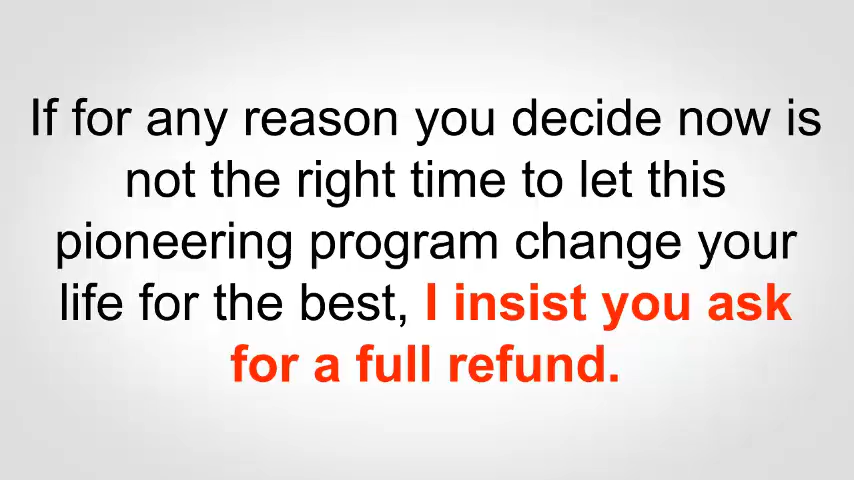 If for any reason you decide now is
not the right time to let this
pioneering program change your
life for the best, I insist you ask
for a full refund.